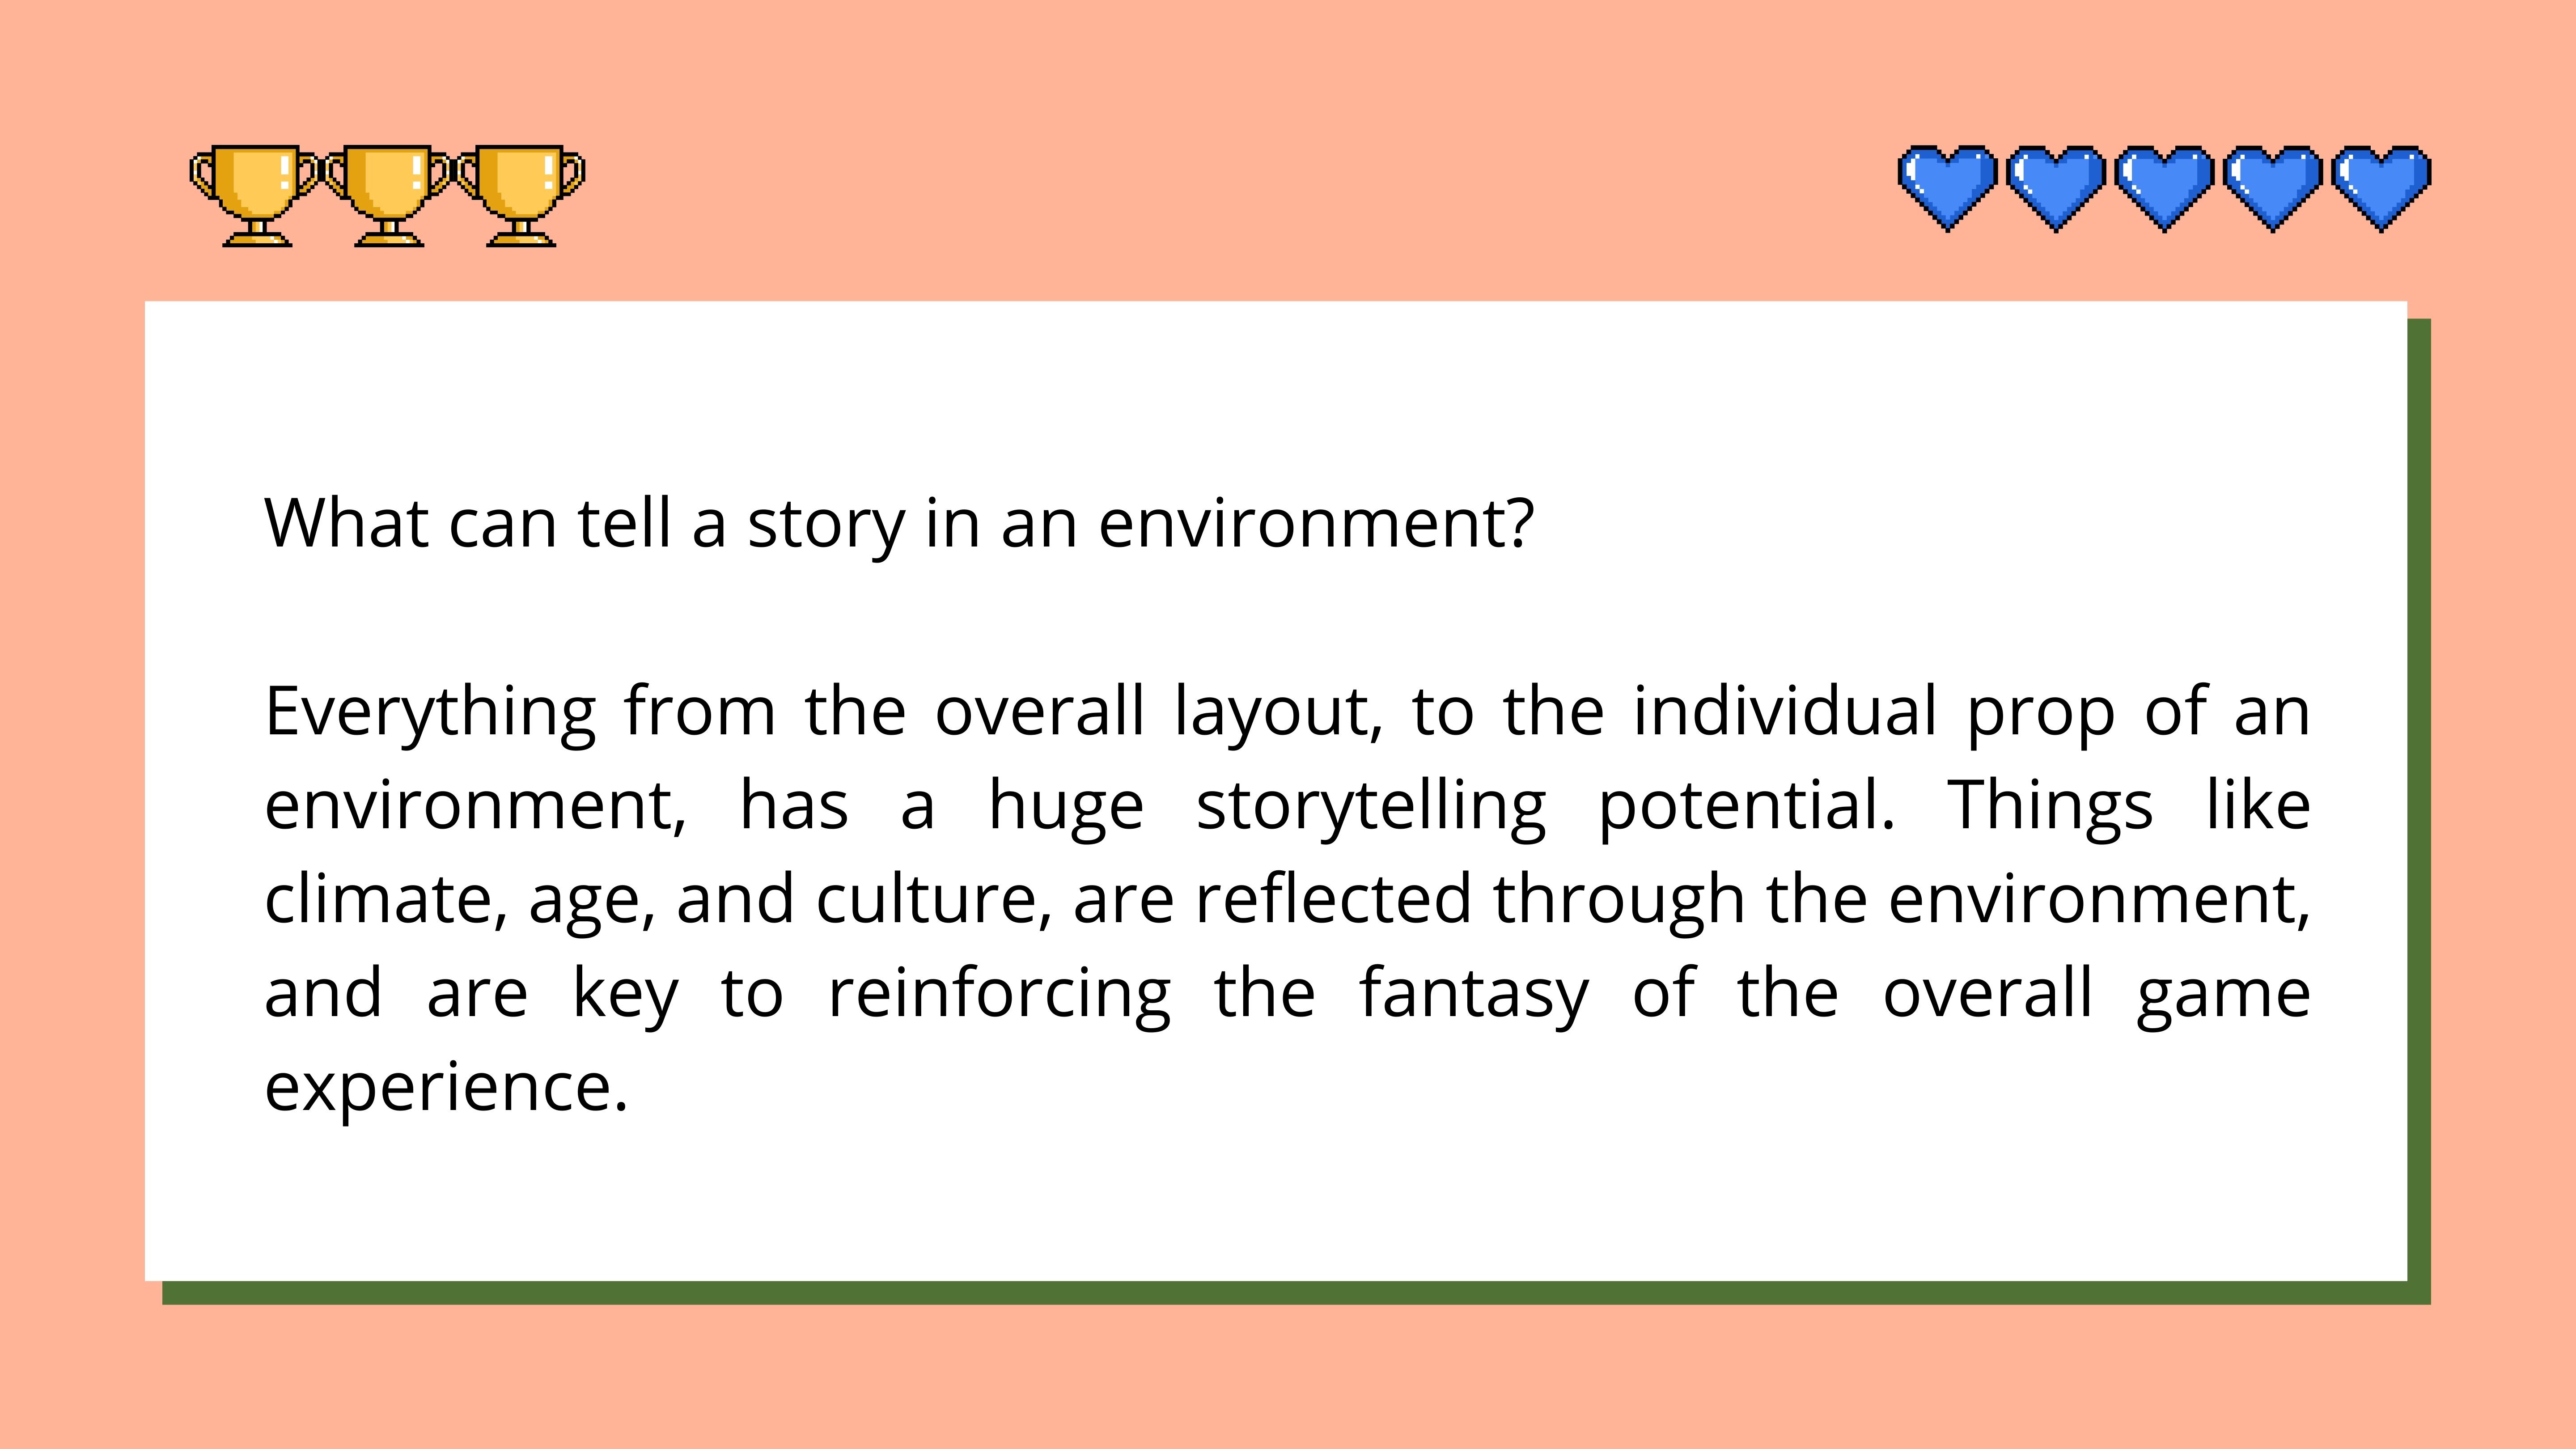 What can tell a story in an environment?
Everything from the overall layout, to the individual prop of an
environment, has a huge storytelling potential. Things like
climate, age, and culture, are reflected through the environment,
and are key to reinforcing the fantasy of the overall game
experience.